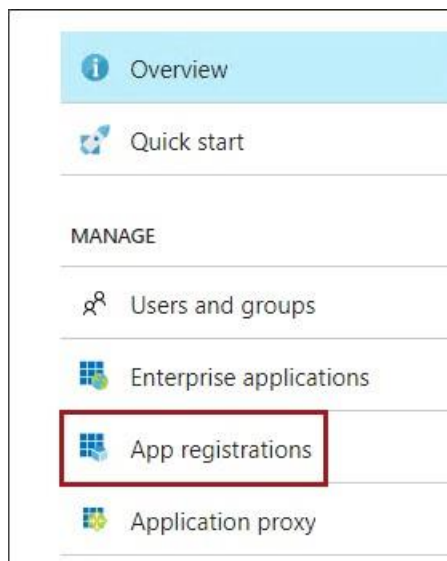 Overview
Quick start
MANAGE
Users and groups
Enterprise applications
App registrations
Application proxy